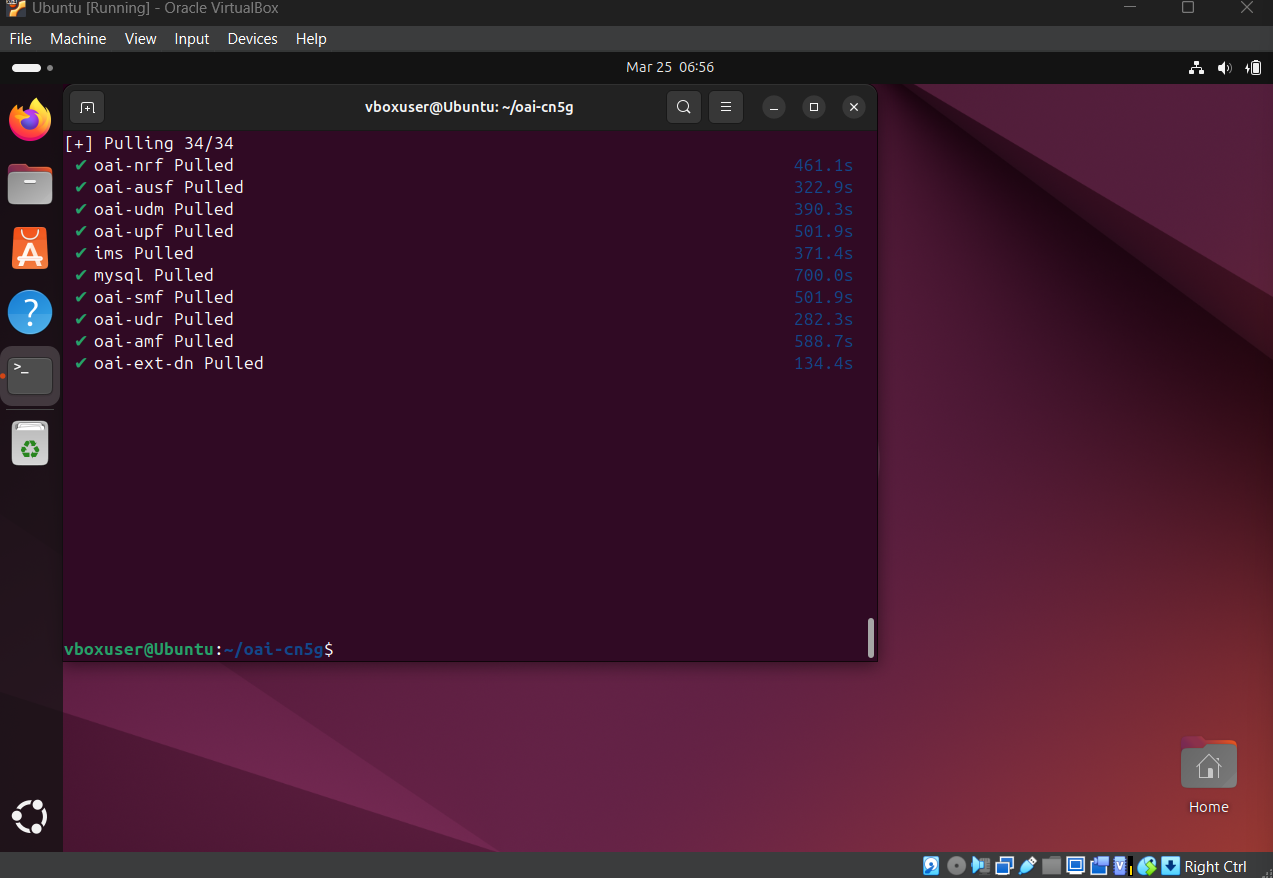 Ubuntu [Running] - Oracle VirtualBox
File Machine View Input Devices Help
Mar 25 06:56
vboxuser@Ubuntu: ~/oai-cn5g
[+] Pulling 34/34
✔ oai-nrf Pulled 461.1s
✔ oai-ausf Pulled 322.9s
✔ oai-udm Pulled 390.3s
✔ oai-upf Pulled 501.9s
✔ ims Pulled 371.4s
✔ mysql Pulled 700.0s
✔ oai-smf Pulled 501.9s
✔ oai-udr Pulled 282.3s
✔ oai-amf Pulled 588.7s
✔ oai-ext-dn Pulled 134.4s
vboxuser@Ubuntu:~/oai-cn5g$
Home
Right Ctrl